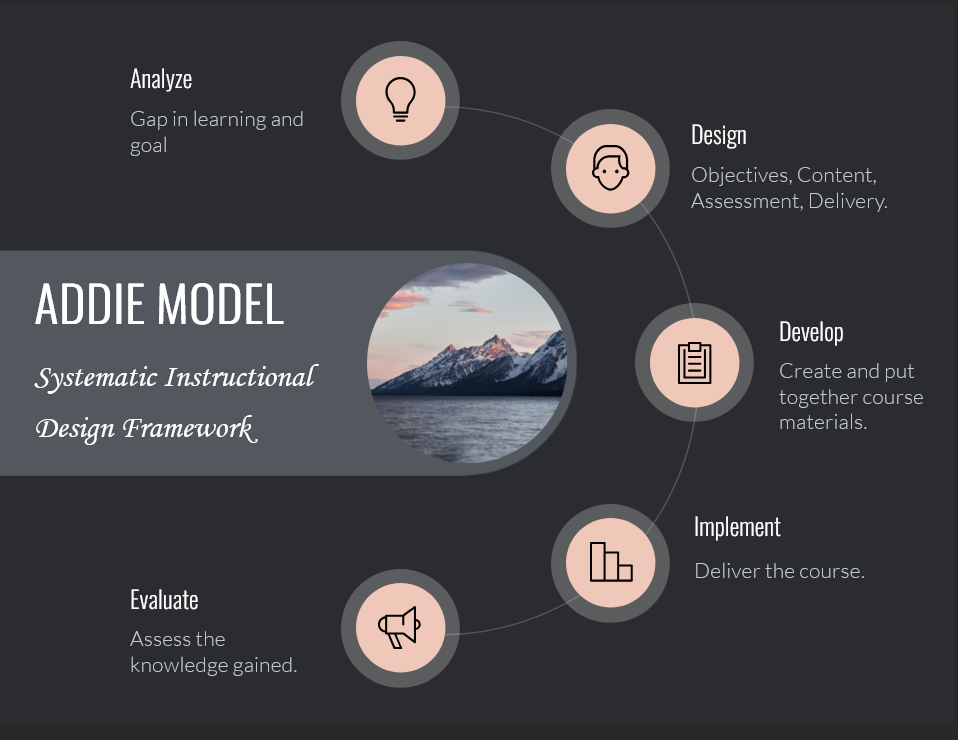 ADDIE MODEL
Systematic Instructional
Design Framework
Analyze
Gap in learning and
goal
Design
Objectives, Content,
Assessment, Delivery.
Develop
Create and put
together course
materials.
Implement
Deliver the course.
Evaluate
Assess the
knowledge gained.